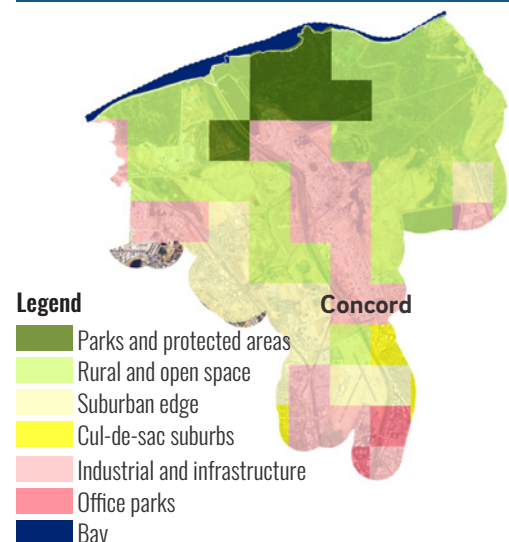 Concord
Legend
Parks and protected areas
Rural and open space
Suburban edge
Cul-de-sac suburbs
Industrial and infrastructure
Office parks
Bay